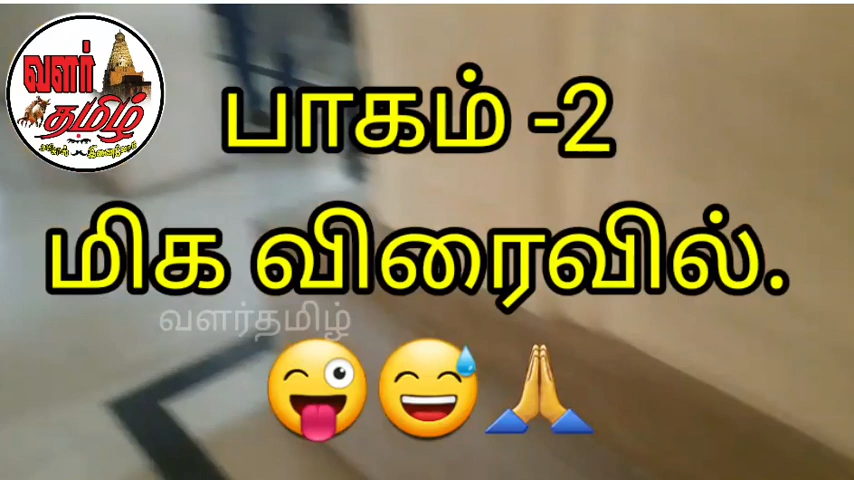 வளர்
தமிழ்
பாகம் -2
மிக விரைவில்.
வளர்தமிழ்